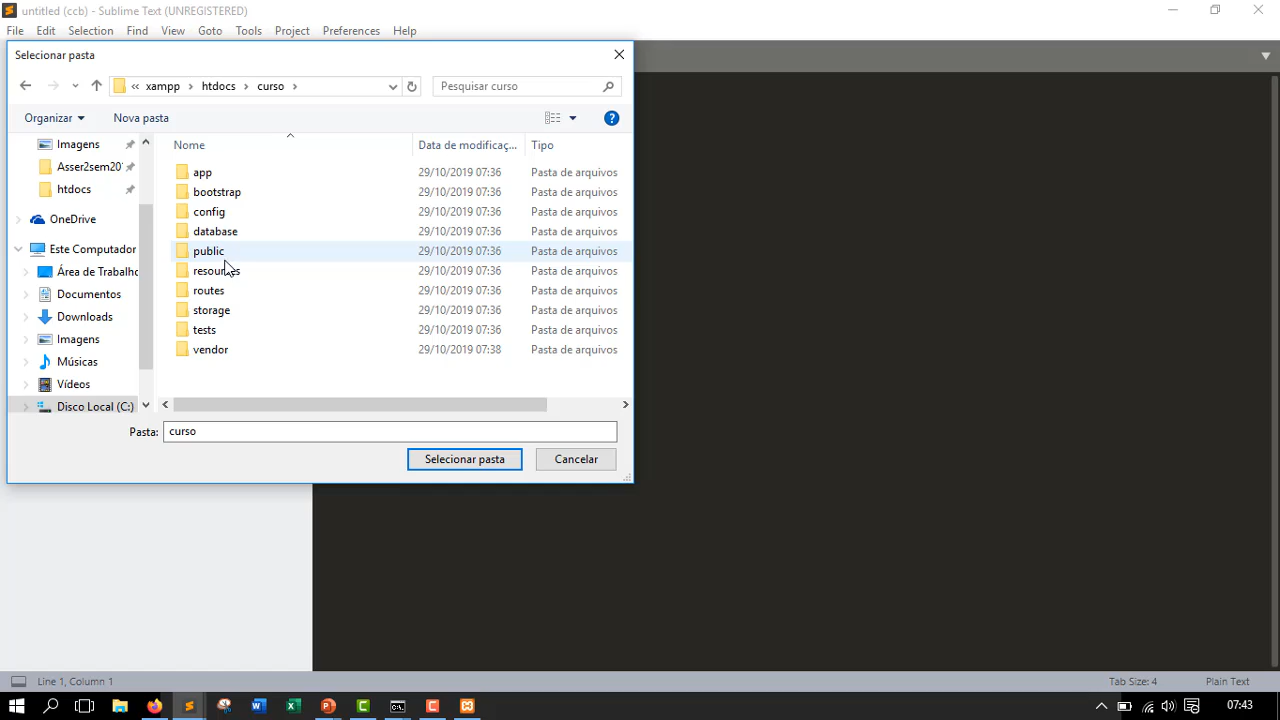 untitled (ccb) - Sublime Text (UNREGISTERED)
File Edit Selection Find View Goto Tools Project Preferences Help
Selecionar pasta
« xampp htdocs curso
Pesquisar curso
Organizar Nova pasta
Imagens
Asser2sem20
htdocs
OneDrive
Este Computador
Área de Trabalho
Documentos
Downloads
Imagens
Músicas
Vídeos
Disco Local (C:)
Nome Data de modificaç... Tipo
app 29/10/2019 07:36 Pasta de arquivos
bootstrap 29/10/2019 07:36 Pasta de arquivos
config 29/10/2019 07:36 Pasta de arquivos
database 29/10/2019 07:36 Pasta de arquivos
public 29/10/2019 07:36 Pasta de arquivos
resources 29/10/2019 07:36 Pasta de arquivos
routes 29/10/2019 07:36 Pasta de arquivos
storage 29/10/2019 07:36 Pasta de arquivos
tests 29/10/2019 07:36 Pasta de arquivos
vendor 29/10/2019 07:38 Pasta de arquivos
Pasta: curso
Selecionar pasta Cancelar
Line 1, Column 1 Tab Size: 4 Plain Text
07:43